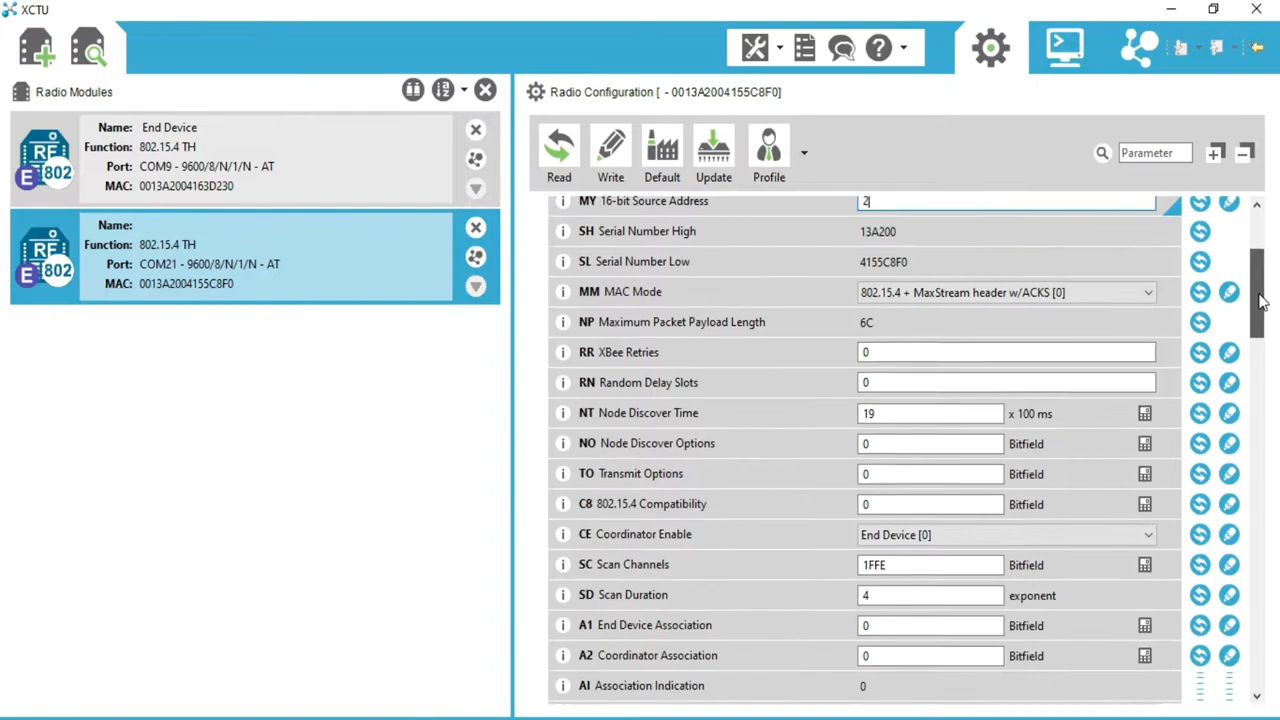 XCTU
Radio Modules
Name: End Device
Function: 802.15.4 TH
Port: COM9 - 9600/8/N/1/N - AT
MAC: 0013A2004163D230
RF
E 802
Name:
Function: 802.15.4 TH
Port: COM21 - 9600/8/N/1/N - AT
MAC: 0013A2004155C8F0
RF
E 802
Radio Configuration [ - 0013A2004155C8F0]
Read Write Default Update Profile
Parameter
i MY 16-bit Source Address 2
i SH Serial Number High 13A200
i SL Serial Number Low 4155C8F0
i MM MAC Mode 802.15.4 + MaxStream header w/ACKS [0]
i NP Maximum Packet Payload Length 6C
i RR XBee Retries 0
i RN Random Delay Slots 0
i NT Node Discover Time 19 x 100 ms
i NO Node Discover Options 0 Bitfield
i TO Transmit Options 0 Bitfield
i C8 802.15.4 Compatibility 0 Bitfield
i CE Coordinator Enable End Device [0]
i SC Scan Channels 1FFE Bitfield
i SD Scan Duration 4 exponent
i A1 End Device Association 0 Bitfield
i A2 Coordinator Association 0 Bitfield
i AI Association Indication 0